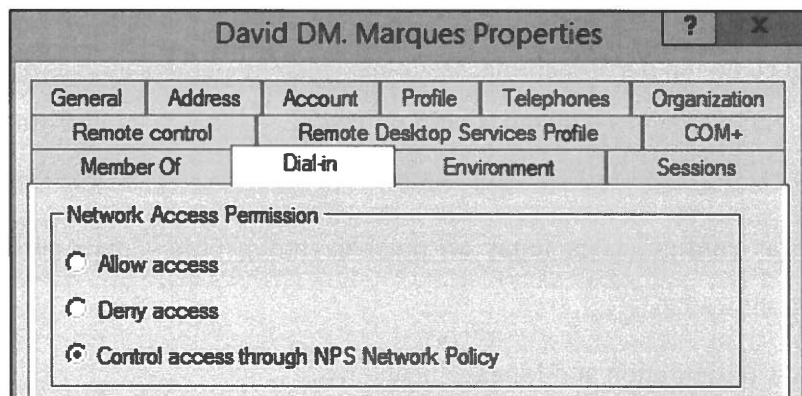 David DM. Marques Properties ? X
General Address Account Profile Telephones Organization
Remote control Remote Desktop Services Profile COM+
Member Of Dial-in Environment Sessions
Network Access Permission
Allow access
Deny access
Control access through NPS Network Policy